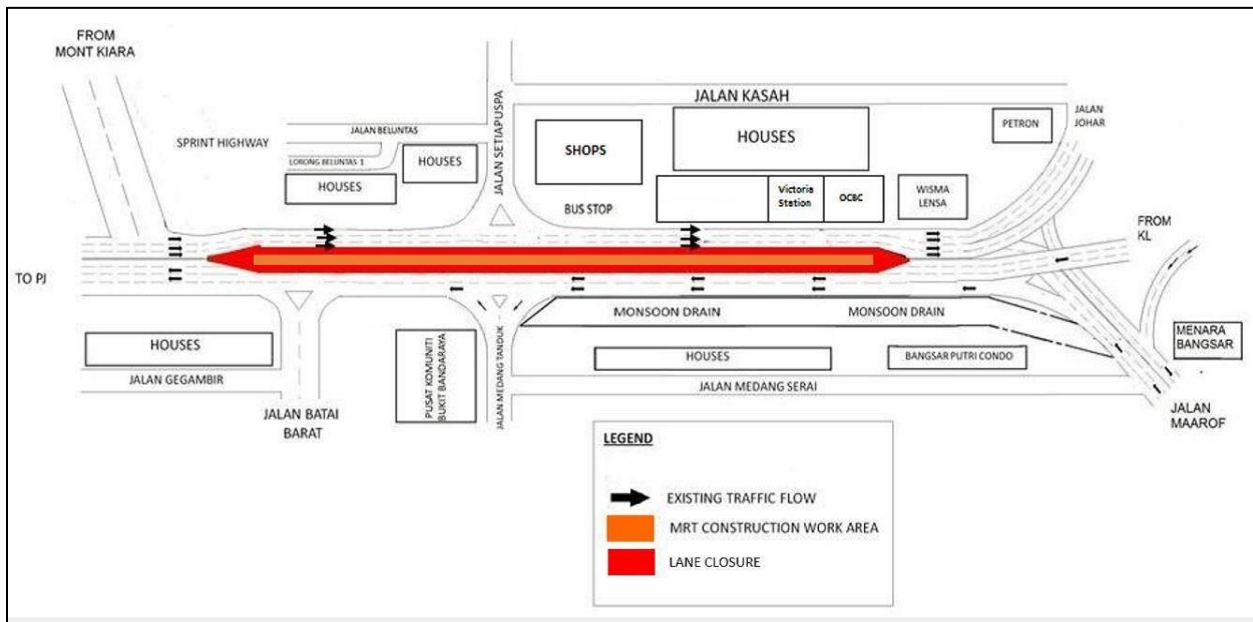 FROM
MONT KIARA
SPRINT HIGHWAY
JALAN BELUNTAS
LORONG BELUNTAS 1
HOUSES
HOUSES
JALAN SETIAPUSPA
JALAN KASAH
SHOPS
HOUSES
PETRON
JALAN
JOHAR
BUS STOP
Victoria
Station
OCBC
WISMA
LENSA
FROM
KL
TO PJ
MONSOON DRAIN
MONSOON DRAIN
HOUSES
JALAN GEGAMBIR
JALAN BATAI
BARAT
PUSAT KOMUNITI
BUKIT BANDARAYA
JALAN MEDANG TANDUK
HOUSES
BANGSAR PUTRI CONDO
JALAN MEDANG SERAI
MENARA
BANGSAR
JALAN
MAAROF
LEGEND
EXISTING TRAFFIC FLOW
MRT CONSTRUCTION WORK AREA
LANE CLOSURE